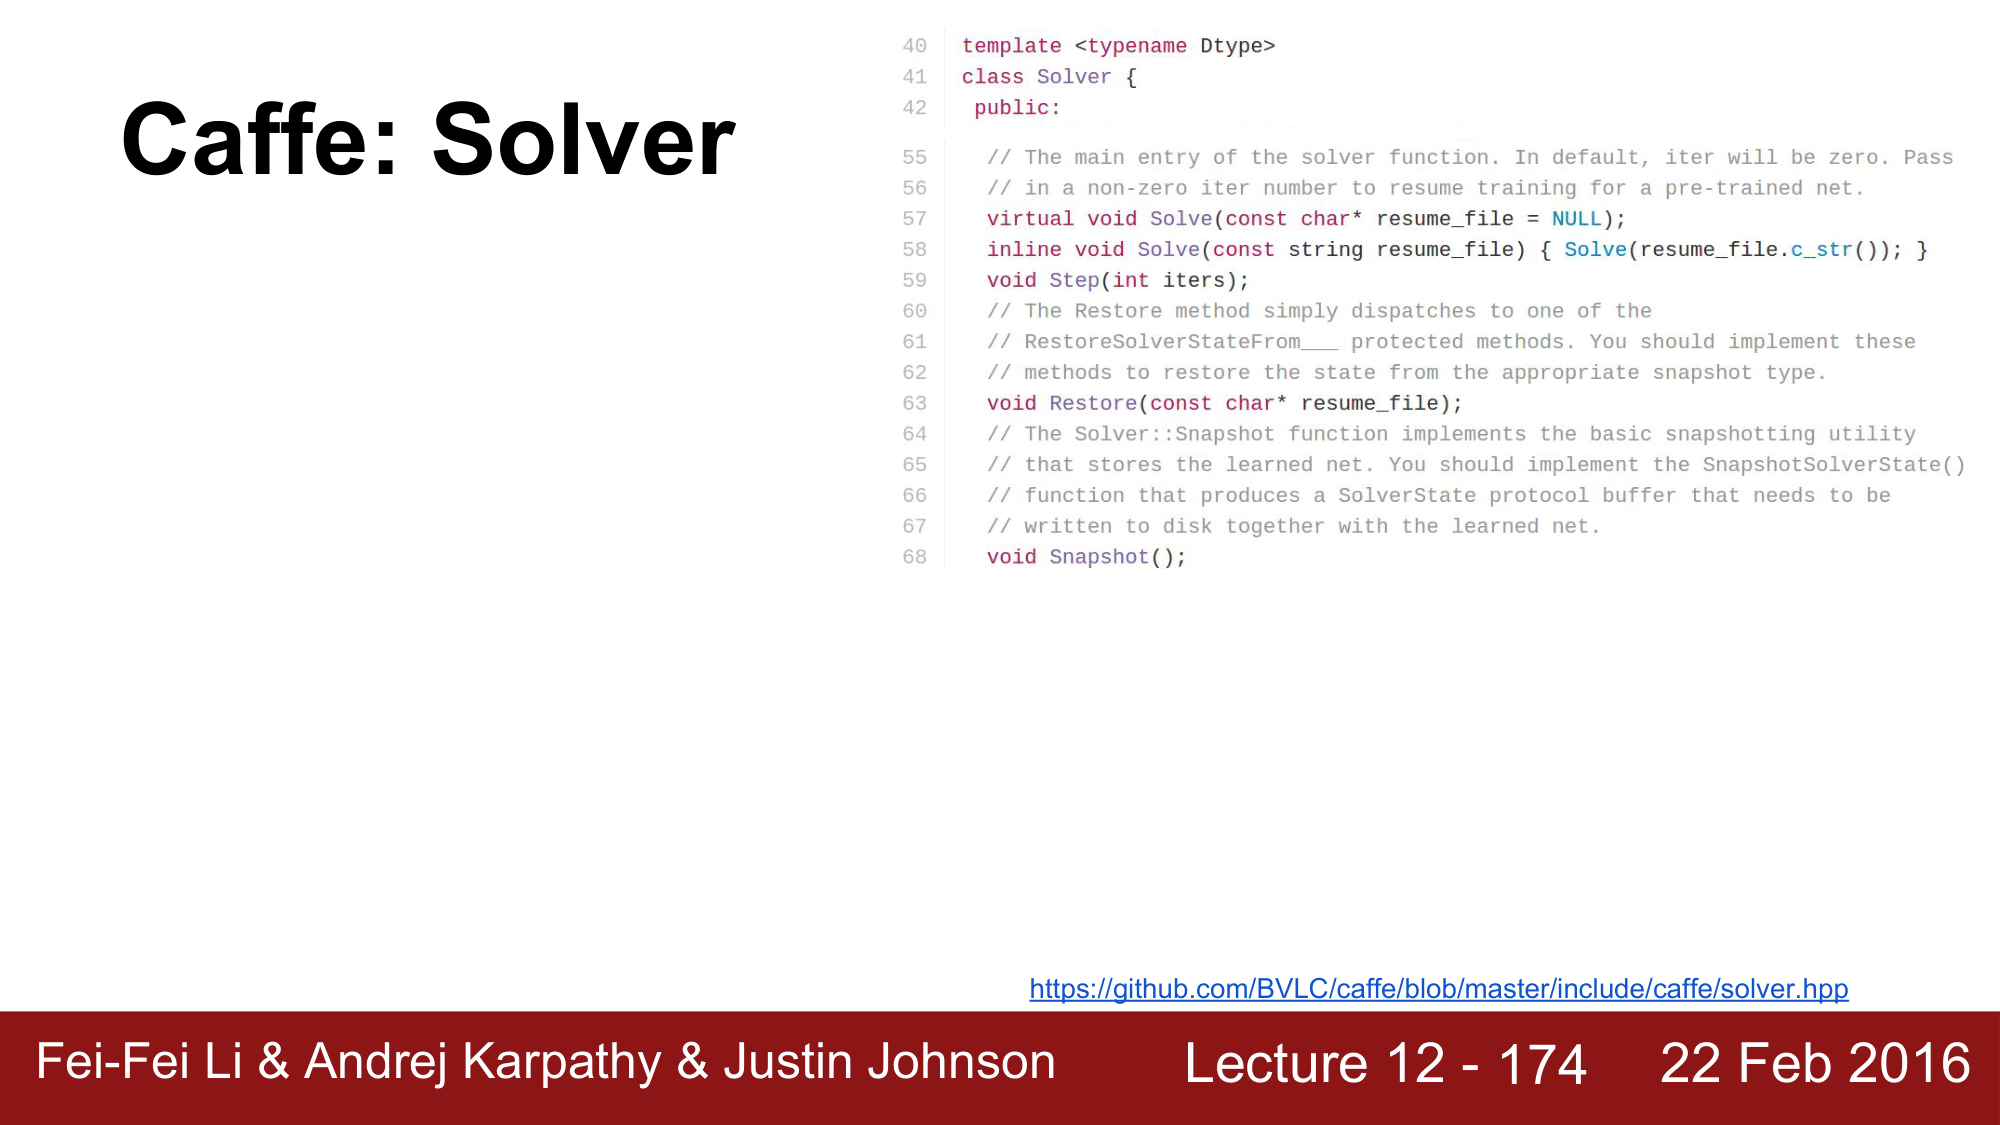 Caffe: Solver
40 template <typename Dtype>
41 class Solver {
42 public:
55 // The main entry of the solver function. In default, iter will be zero. Pass
56 // in a non-zero iter number to resume training for a pre-trained net.
57 virtual void Solve(const char* resume_file = NULL);
58 inline void Solve(const string resume_file) { Solve(resume_file.c_str()); }
59 void Step(int iters);
60 // The Restore method simply dispatches to one of the
61 // RestoreSolverStateFrom___ protected methods. You should implement these
62 // methods to restore the state from the appropriate snapshot type.
63 void Restore(const char* resume_file);
64 // The Solver::Snapshot function implements the basic snapshotting utility
65 // that stores the learned net. You should implement the SnapshotSolverState()
66 // function that produces a SolverState protocol buffer that needs to be
67 // written to disk together with the learned net.
68 void Snapshot();
https://github.com/BVLC/caffe/blob/master/include/caffe/solver.hpp
Fei-Fei Li & Andrej Karpathy & Justin Johnson Lecture 12 - 174 22 Feb 2016